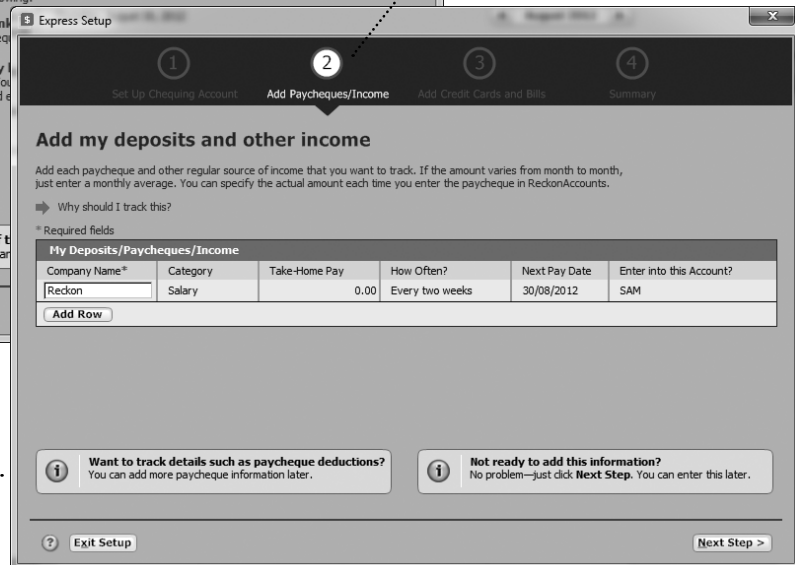 Express Setup
1
2
3
4
Set Up Chequing Account
Add Paycheques/Income
Add Credit Cards and Bills
Summary
Add my deposits and other income
Add each paycheque and other regular source of income that you want to track. If the amount varies from month to month,
just enter a monthly average. You can specify the actual amount each time you enter the paycheque in ReckonAccounts.
Why should I track this?
* Required fields
My Deposits/Paycheques/Income
Company Name* Category Take-Home Pay How Often? Next Pay Date Enter into this Account?
Reckon Salary 0.00 Every two weeks 30/08/2012 SAM
Add Row
Want to track details such as paycheque deductions?
You can add more paycheque information later.
Not ready to add this information?
No problem—just click Next Step. You can enter this later.
? Exit Setup
Next Step >